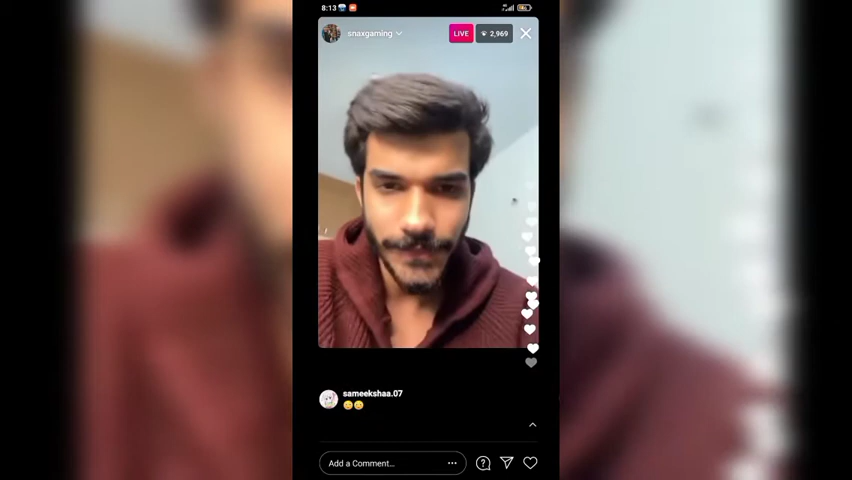 8:13
snaxgaming
LIVE
2,969
sameekshaa.07
Add a Comment...